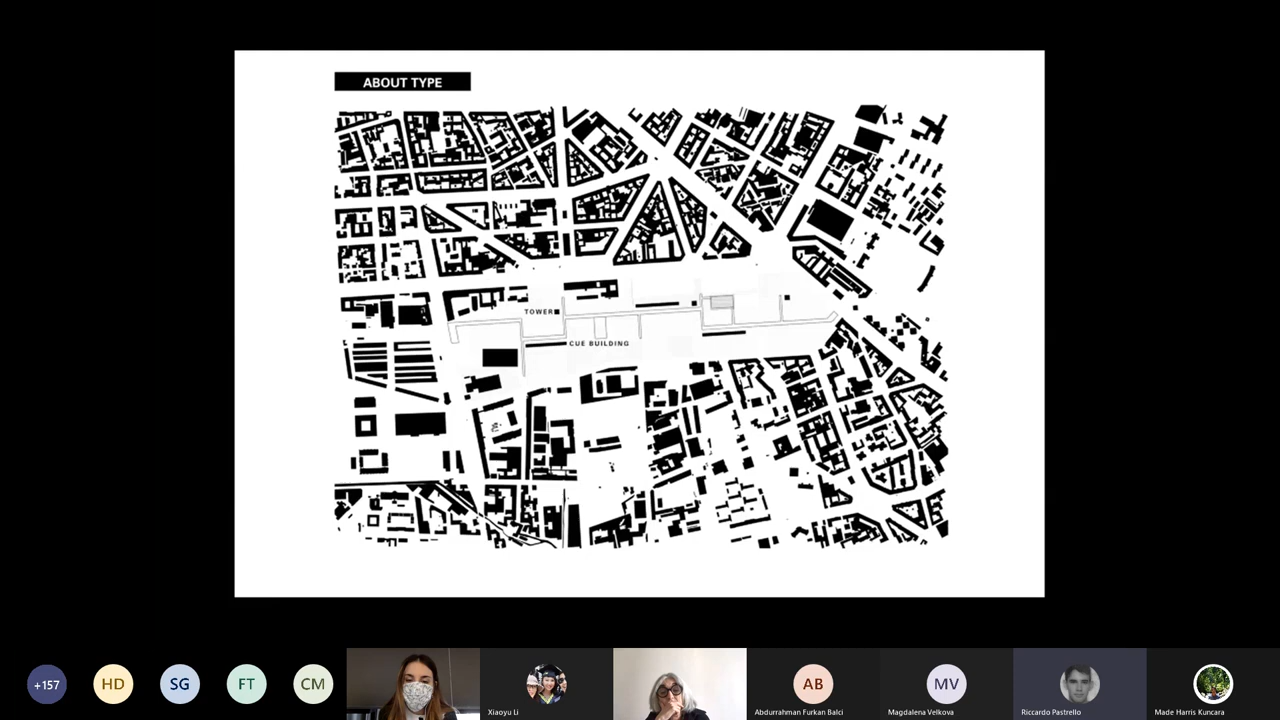 ABOUT TYPE
TOWER
CUE BUILDING
+157
HD
SG
FT
CM
Xiaoyu Li
AB
Abdurrahman Furkan Balci
MV
Magdalena Velkova
Riccardo Pastrello
Made Harris Kuncara